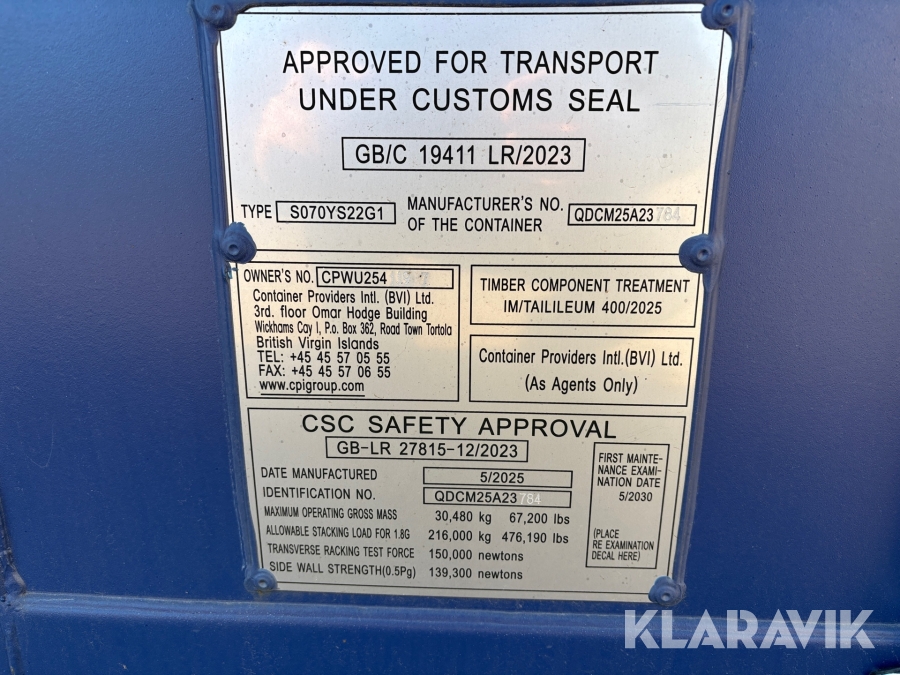 APPROVED FOR TRANSPORT
UNDER CUSTOMS SEAL
GB/C 19411 LR/2023
TYPE S070YS22G1
MANUFACTURER'S NO.
OF THE CONTAINER
QDCM25A23784
OWNER'S NO. CPWU254
Container Providers Intl. (BVI) Ltd.
3rd. floor Omar Hodge Building
Wickhams Cay I, P.o. Box 362, Road Town Tortola
British Virgin Islands
TEL: +45 45 57 05 55
FAX: +45 45 57 06 55
www.cpigroup.com
TIMBER COMPONENT TREATMENT
IM/TAILILEUM 400/2025
Container Providers Intl.(BVI) Ltd.
(As Agents Only)
CSC SAFETY APPROVAL
GB-LR 27815-12/2023
DATE MANUFACTURED 5/2025
IDENTIFICATION NO. QDCM25A23784
MAXIMUM OPERATING GROSS MASS 30,480 kg 67,200 lbs
ALLOWABLE STACKING LOAD FOR 1.8G 216,000 kg 476,190 lbs
TRANSVERSE RACKING TEST FORCE 150,000 newtons
SIDE WALL STRENGTH(0.5Pg) 139,300 newtons
FIRST MAINTE-
NANCE EXAMI-
NATION DATE
5/2030
(PLACE
RE EXAMINATION
DECAL HERE)
KLARAVIK